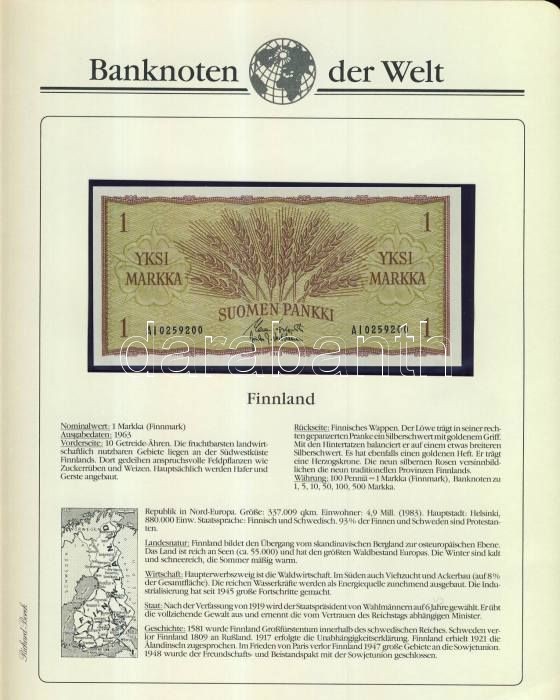 Banknoten der Welt
1 1
YKSI YKSI
MARKKA MARKKA
SUOMEN PANKKI
1 A10259200 A10259200 1
darabanth
Finnland
Nominalwert: 1 Markka (Finnmark)
Ausgabedaten: 1963
Vorderseite: 10 Getreide-Ähren. Die fruchtbarsten landwirt-
schaftlich nutzbaren Gebiete liegen an der Südwestküste
Finnlands. Dort gedeihen anspruchsvolle Feldpflanzen wie
Zuckerrüben und Weizen. Hauptsächlich werden Hafer und
Gerste angebaut.
Rückseite: Finnisches Wappen. Der Löwe trägt in seiner rech-
ten gepanzerten Pranke ein Silberschwert mit goldenem Griff.
Mit den Hintertatzen balanciert er auf einem etwas breiteren
Silberschwert. Es hat ebenfalls einen goldenen Heft. Er trägt
eine Herzogskrone. Die neun silbernen Rosen versinnbild-
lichen die neun traditionellen Provinzen Finnlands.
Währung: 100 Penniä = 1 Markka (Finnmark), Banknoten zu
1, 5, 10, 50, 100, 500 Markka.
Republik in Nord-Europa. Größe: 337.009 qkm. Einwohner: 4,9 Mill. (1983). Hauptstadt: Helsinki,
880.000 Einw. Staatssprache: Finnisch und Schwedisch. 93% der Finnen und Schweden sind Protestan-
ten.
Landesnatur: Finnland bildet den Übergang vom skandinavischen Bergland zur osteuropäischen Ebene.
Das Land ist reich an Seen (ca. 55.000) und hat den größten Waldbestand Europas. Die Winter sind kalt
und schneereich, die Sommer mäßig warm.
Wirtschaft: Haupterwerbszweig ist die Waldwirtschaft. Im Süden auch Viehzucht und Ackerbau (auf 8%
der Gesamtfläche). Die reichen Wasserkräfte werden als Energiequelle zunehmend ausgebaut. Die Indu-
strialisierung hat seit 1945 große Fortschritte gemacht.
Staat: Nach der Verfassung von 1919 wird der Staatspräsident von Wahlmännern auf 6 Jahre gewählt. Er übt
die vollziehende Gewalt aus und ernennt die vom Vertrauen des Reichstags abhängigen Minister.
Geschichte: 1581 wurde Finnland Großfürstentum innerhalb des schwedischen Reiches. Schweden ver-
lor Finnland 1809 an Rußland. 1917 erfolgte die Unabhängigkeitserklärung. Finnland erhielt 1921 die
Ålandinseln zugesprochen. Im Frieden von Paris verlor Finnland 1947 große Gebiete an die Sowjetunion.
1948 wurde der Freundschafts- und Beistandspakt mit der Sowjetunion geschlossen.